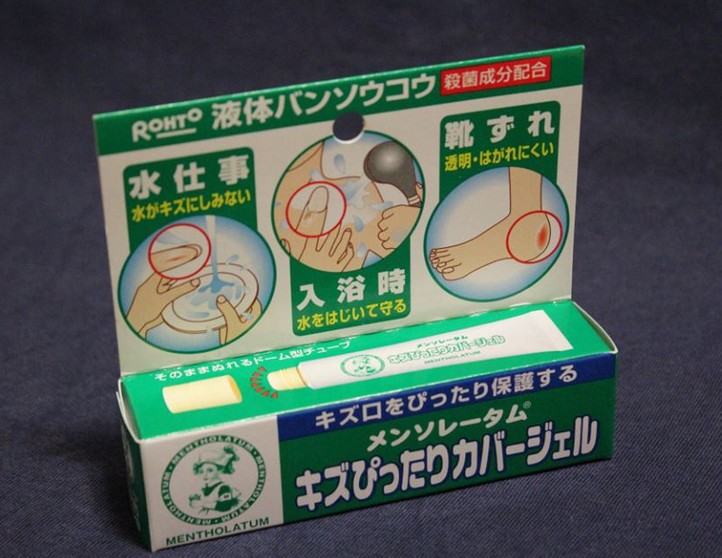 ROHTO 液体バンソウコウ 殺菌成分配合
水仕事
水がキズにしみない
入浴時
水をはじいて守る
靴ずれ
透明・はがれにくい
そのままぬれるドーム型チューブ
メンソレータム
キズぴったりカバージェル
MENTHOLATUM
キズ口をぴったり保護する
メンソレータム®
キズぴったりカバージェル
MENTHOLATUM · MENTHOLATUM · MENTHOLATUM
MENTHOLATUM